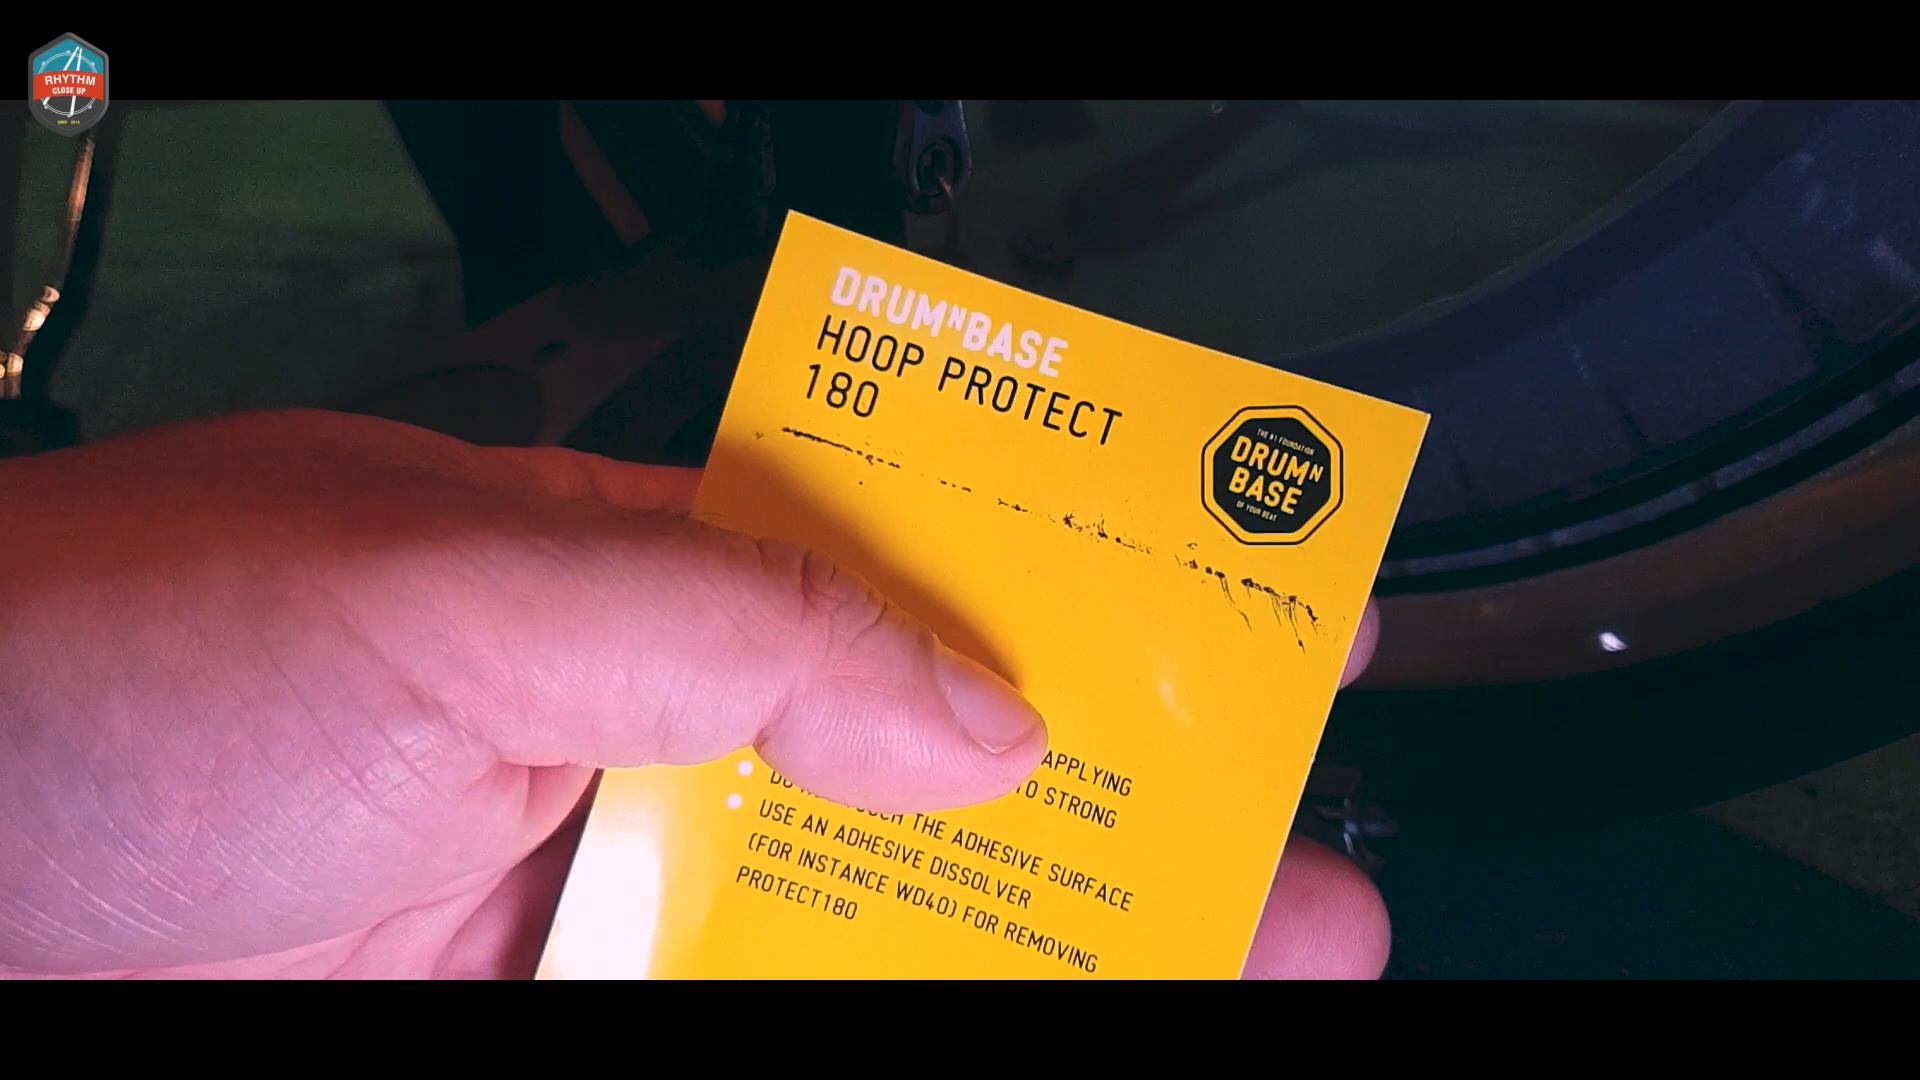 RHYTHM
CLOSE UP
DRUMNBASE
HOOP PROTECT
180
THE #1 FOUNDATION
DRUMN
BASE
OF YOUR BEAT
APPLYING
TO STRONG
THE ADHESIVE SURFACE
USE AN ADHESIVE DISSOLVER
(FOR INSTANCE WD40) FOR REMOVING
PROTECT180